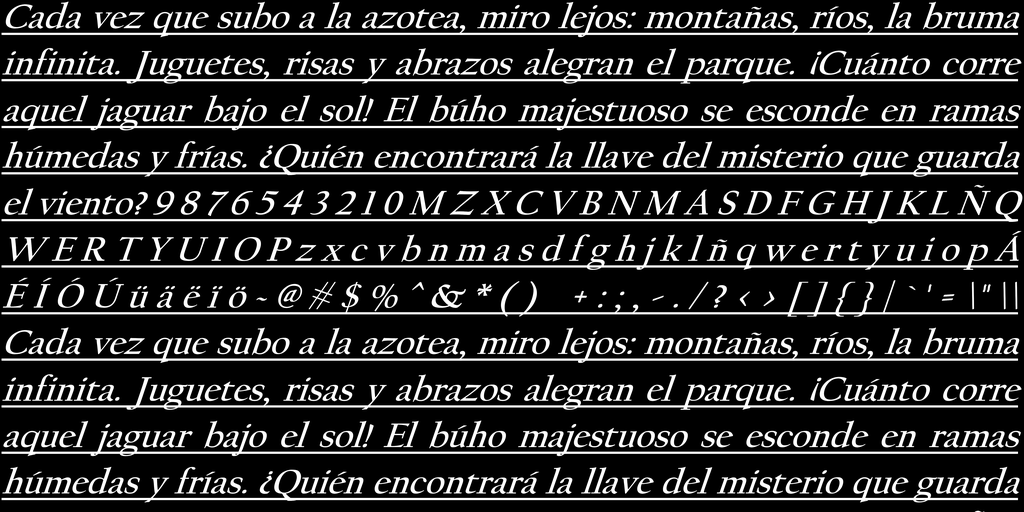 Cada vez que subo a la azotea, miro lejos: montañas, ríos, la bruma
infinita. Juguetes, risas y abrazos alegran el parque. ¡Cuánto corre
aquel jaguar bajo el sol! El búho majestuoso se esconde en ramas
húmedas y frías. ¿Quién encontrará la llave del misterio que guarda
el viento? 9 8 7 6 5 4 3 2 1 0 M Z X C V B N M A S D F G H J K L Ñ Q
W E R T Y U I O P z x c v b n m a s d f g h j k l ñ q w e r t y u i o p Á
É Í Ó Ú ü ä ë ï ö ~ @ # $ % ^ & * ( ) + : ; , - . / ? < > [ ] { } / ` ' = \ " ||
Cada vez que subo a la azotea, miro lejos: montañas, ríos, la bruma
infinita. Juguetes, risas y abrazos alegran el parque. ¡Cuánto corre
aquel jaguar bajo el sol! El búho majestuoso se esconde en ramas
húmedas y frías. ¿Quién encontrará la llave del misterio que guarda